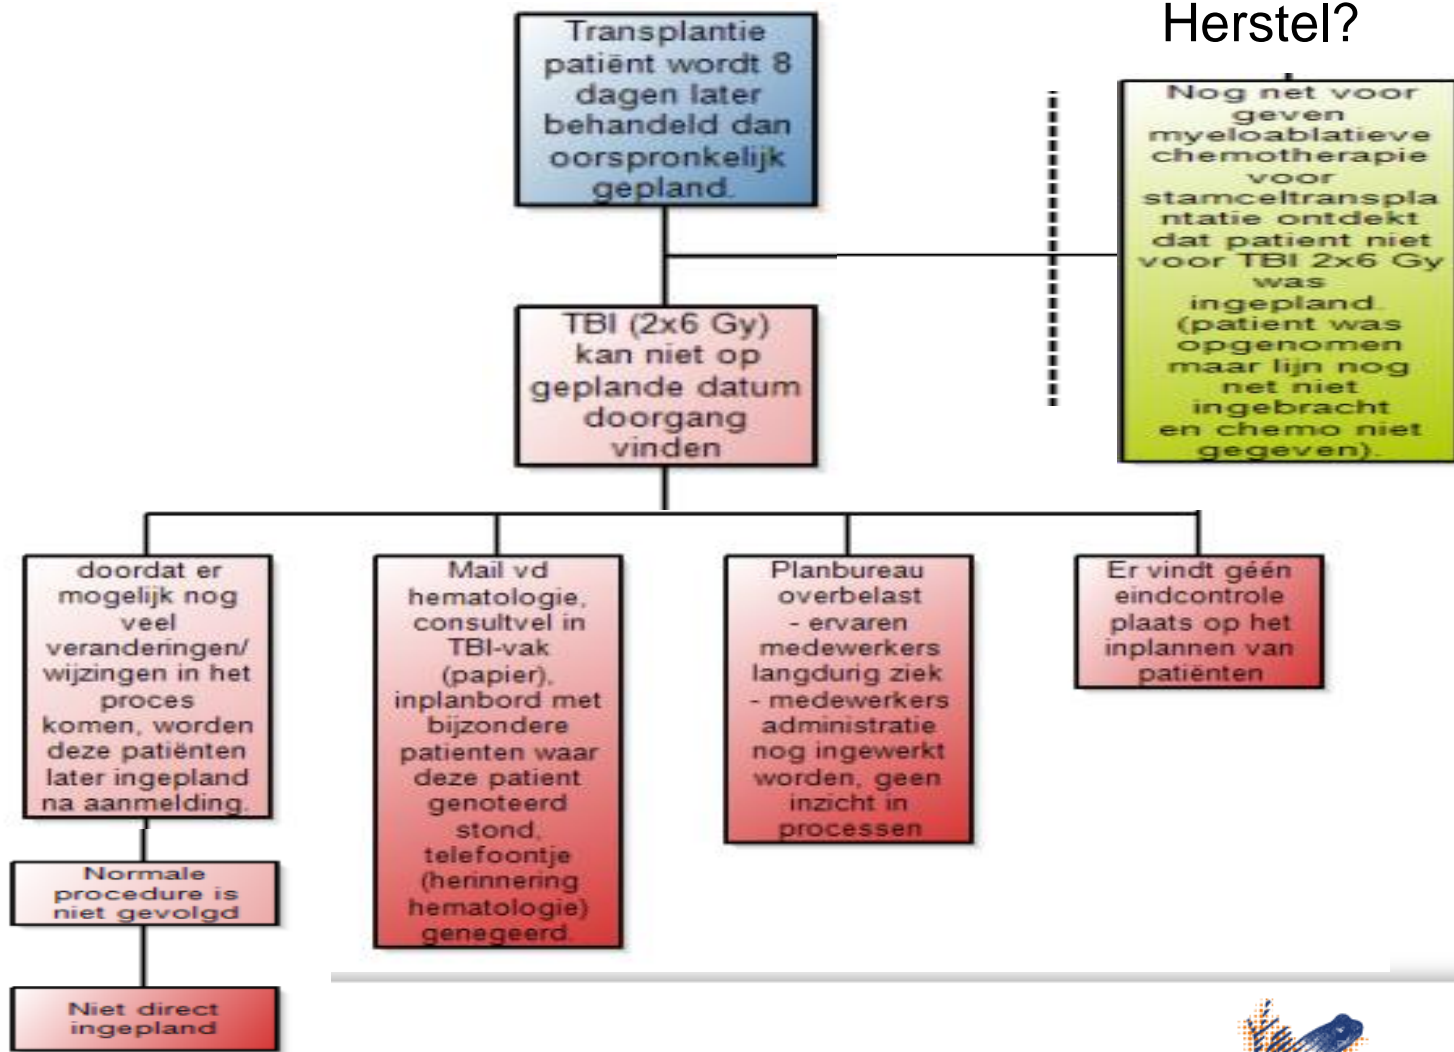 Herstel?
Transplantie
patiënt wordt 8
dagen later
behandeld dan
oorspronkelijk
gepland.
Nog net voor
geven
myeloablatieve
chemotherapie
voor
stamceltranspla
ntatie ontdekt
dat patient niet
voor TBI 2x6 Gy
was
ingepland.
(patient was
opgenomen
maar lijn nog
net niet
ingebracht
en chemo niet
gegeven).
TBI (2x6 Gy)
kan niet op
geplande datum
doorgang
vinden
doordat er
mogelijk nog
veel
veranderingen/
wijzingen in het
proces
komen, worden
deze patiënten
later ingepland
na aanmelding.
Mail vd
hematologie,
consultvel in
TBI-vak
(papier),
inplanbord met
bijzondere
patienten waar
deze patient
genoteerd
stond,
telefoontje
(herinnering
hematologie)
genegeerd.
Planbureau
overbelast
- ervaren
medewerkers
langdurig ziek
- medewerkers
administratie
nog ingewerkt
worden, geen
inzicht in
processen
Er vindt géén
eindcontrole
plaats op het
inplannen van
patiënten
Normale
procedure is
niet gevolgd
Niet direct
ingepland